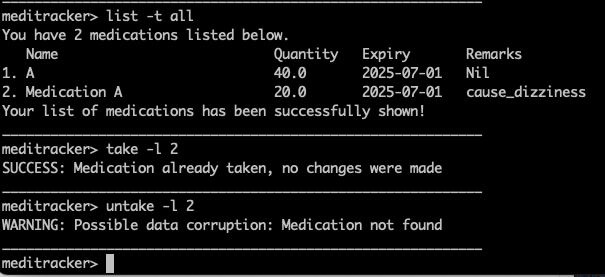 meditracker> list -t all
You have 2 medications listed below.
   Name                          Quantity   Expiry       Remarks
1. A                             40.0       2025-07-01   Nil
2. Medication A                  20.0       2025-07-01   cause_dizziness
Your list of medications has been successfully shown!
meditracker> take -l 2
SUCCESS: Medication already taken, no changes were made
meditracker> untake -l 2
WARNING: Possible data corruption: Medication not found
meditracker>